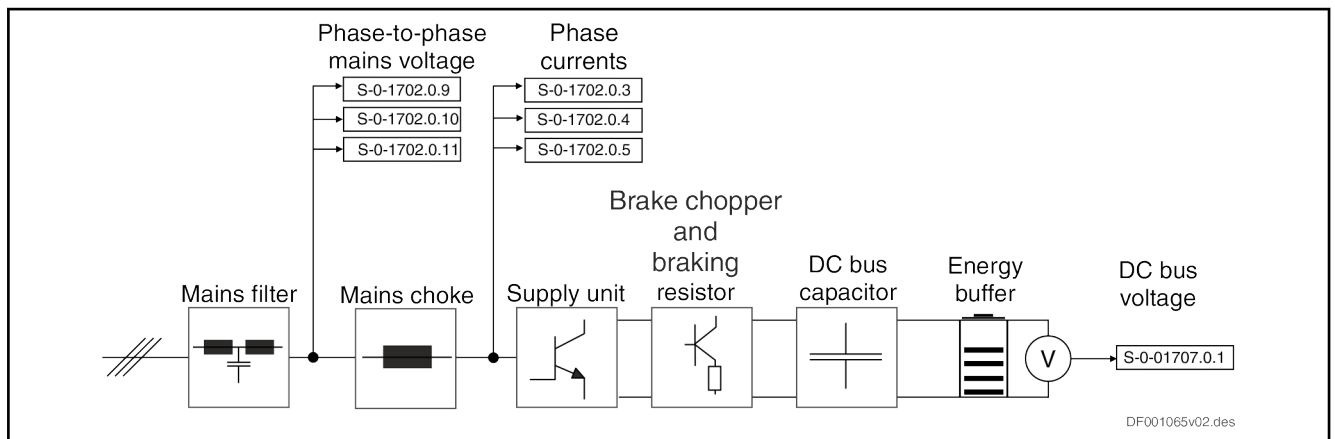 Phase-to-phase
mains voltage
S-0-1702.0.9
S-0-1702.0.10
S-0-1702.0.11
Phase
currents
S-0-1702.0.3
S-0-1702.0.4
S-0-1702.0.5
Mains filter
Mains choke
Supply unit
Brake chopper
and
braking
resistor
DC bus
capacitor
Energy
buffer
DC bus
voltage
V
S-0-01707.0.1
DF001065v02.des